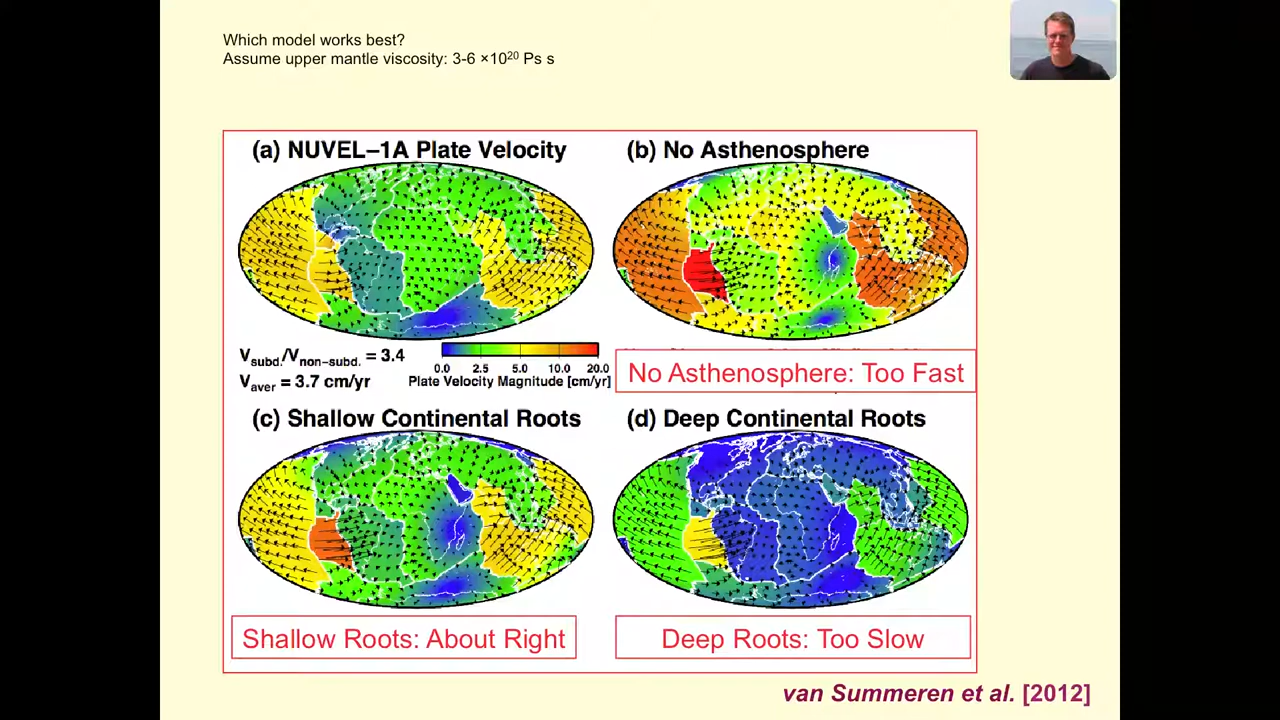 Which model works best?
Assume upper mantle viscosity: 3-6 ×10²⁰ Ps s
(a) NUVEL–1A Plate Velocity
(b) No Asthenosphere
Vsubd./Vnon-subd. = 3.4
Vaver = 3.7 cm/yr
0.0 2.5 5.0 10.0 20.0
Plate Velocity Magnitude [cm/yr]
No Asthenosphere: Too Fast
(c) Shallow Continental Roots
(d) Deep Continental Roots
Shallow Roots: About Right
Deep Roots: Too Slow
van Summeren et al. [2012]